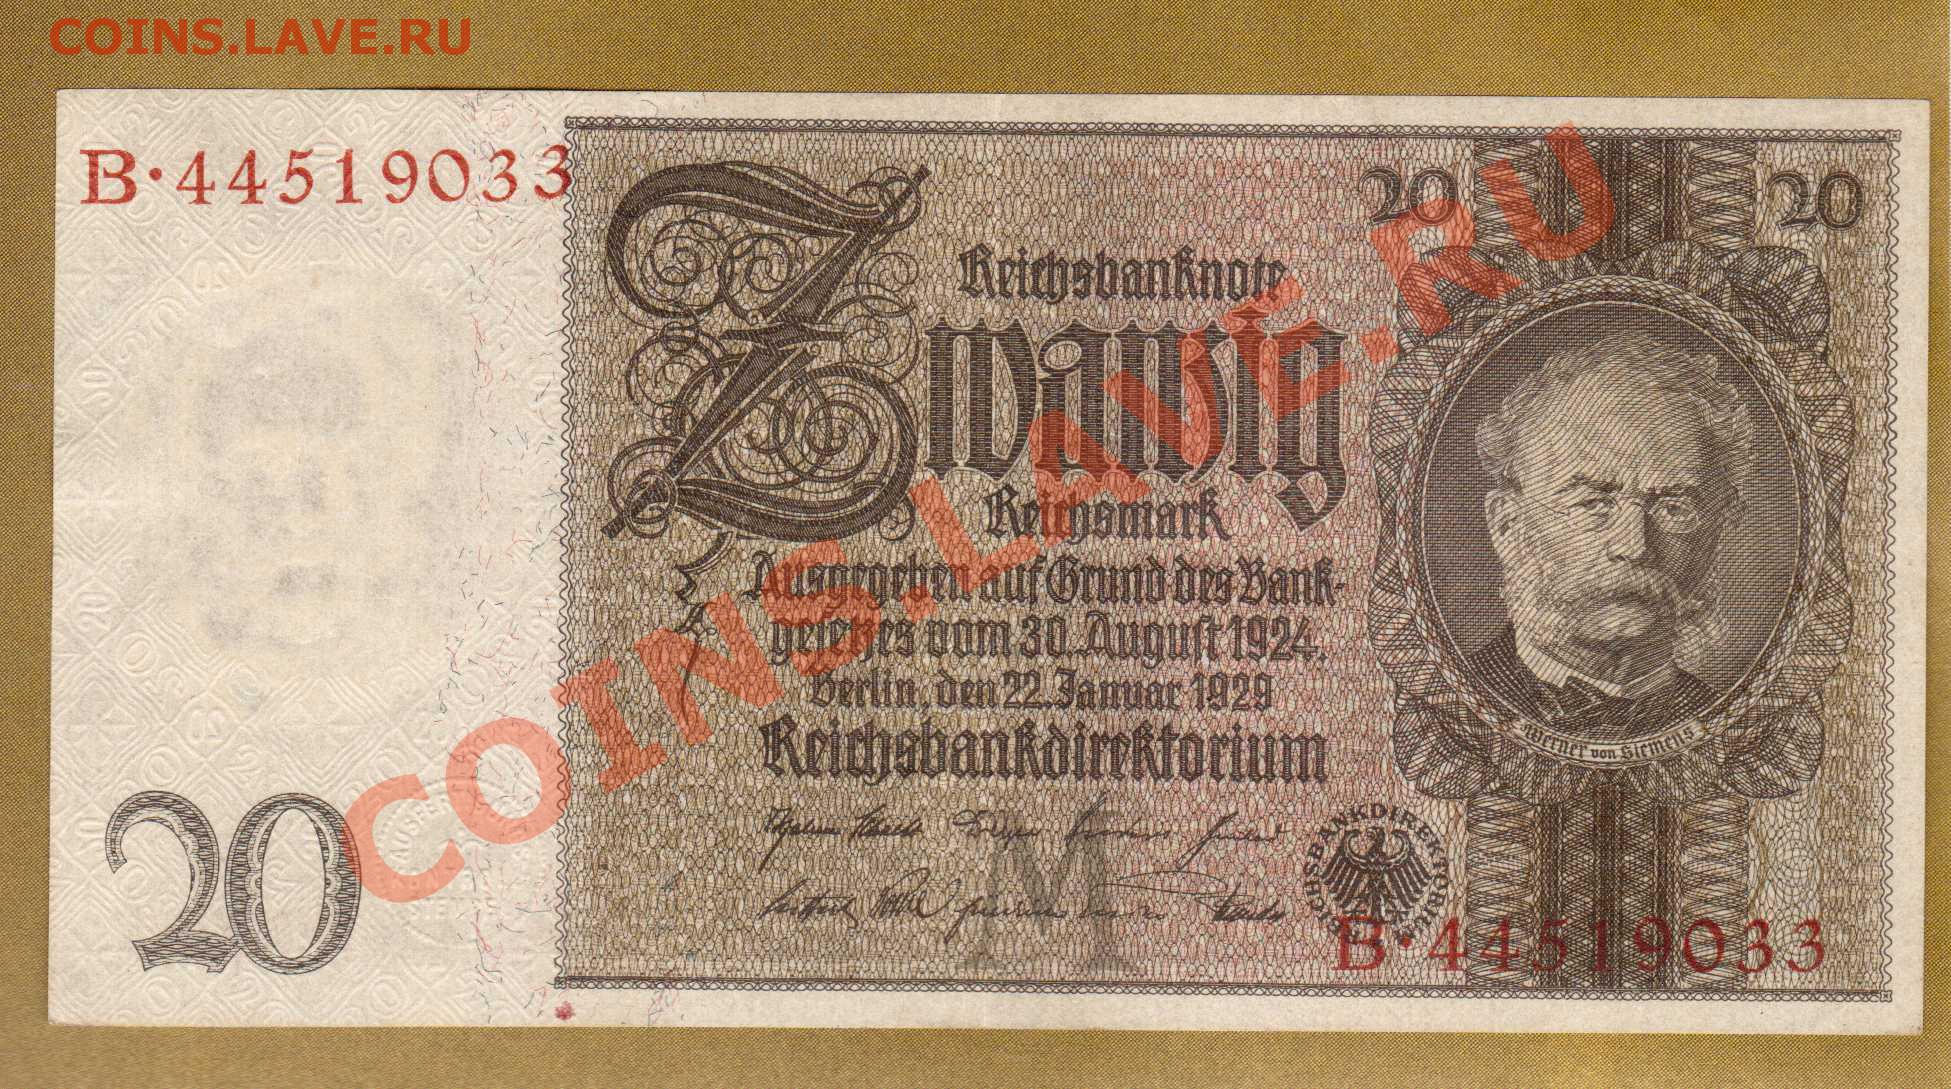 COINS.LAVE.RU
B·44519033
20 20
Reichsbanknote
Zwanzig
Reichsmark
Ausgegeben auf Grund des Bank-
gesetzes vom 30. August 1924.
Berlin, den 22. Januar 1929
Reichsbankdirektorium
Werner von Siemens
20
M
REICHSBANKDIREKTORIUM
B·44519033
COINS.LAVE.RU